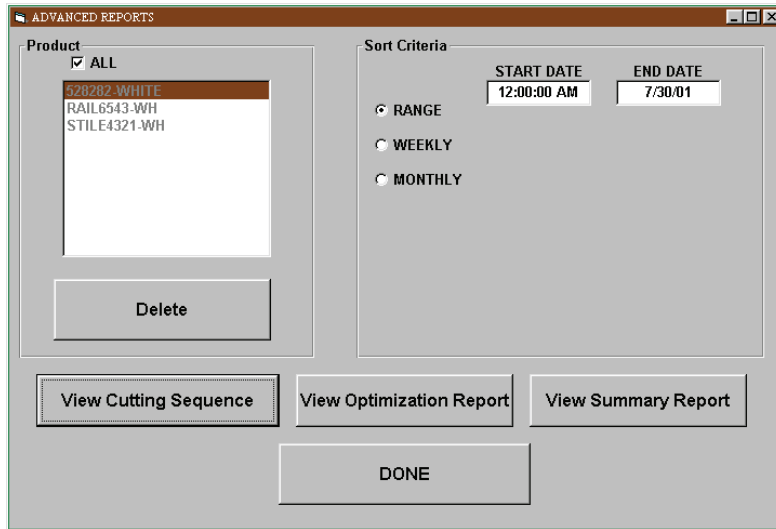 ADVANCED REPORTS
Product
ALL
528282-WHITE
RAIL6543-WH
STILE4321-WH
Delete
Sort Criteria
START DATE END DATE
12:00:00 AM 7/30/01
RANGE
WEEKLY
MONTHLY
View Cutting Sequence View Optimization Report View Summary Report
DONE